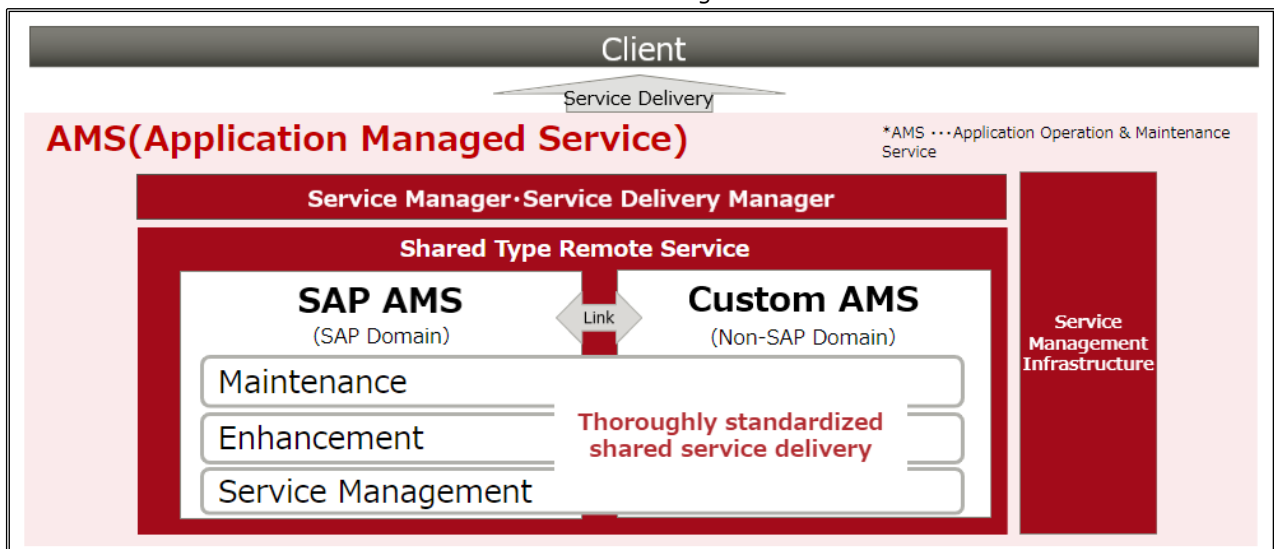 Client
Service Delivery
AMS(Application Managed Service)
*AMS ･･･Application Operation & Maintenance
Service
Service Manager･Service Delivery Manager
Shared Type Remote Service
SAP AMS
(SAP Domain)
Link
Custom AMS
(Non-SAP Domain)
Maintenance
Enhancement
Service Management
Thoroughly standardized
shared service delivery
Service
Management
Infrastructure